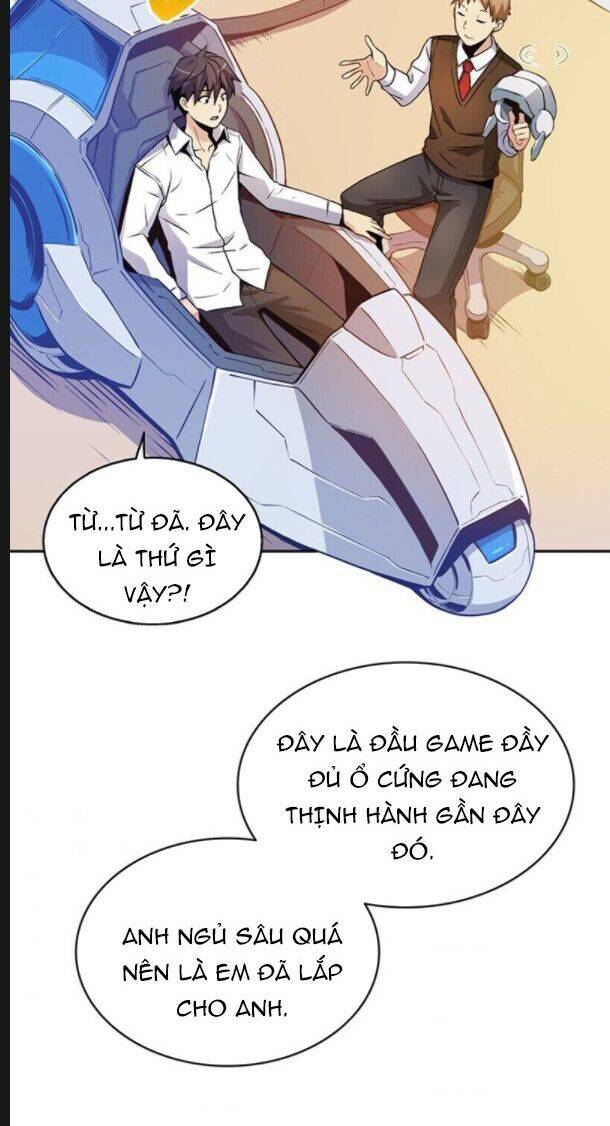 TỪ...TỪ ĐÃ. ĐÂY
LÀ THỨ GÌ
VẬY?!
ĐÂY LÀ ĐẦU GAME ĐẦY
ĐỦ Ổ CỨNG ĐANG
THỊNH HÀNH GẦN ĐÂY
ĐÓ.
ANH NGỦ SÂU QUÁ
NÊN LÀ EM ĐÃ LẮP
CHO ANH.